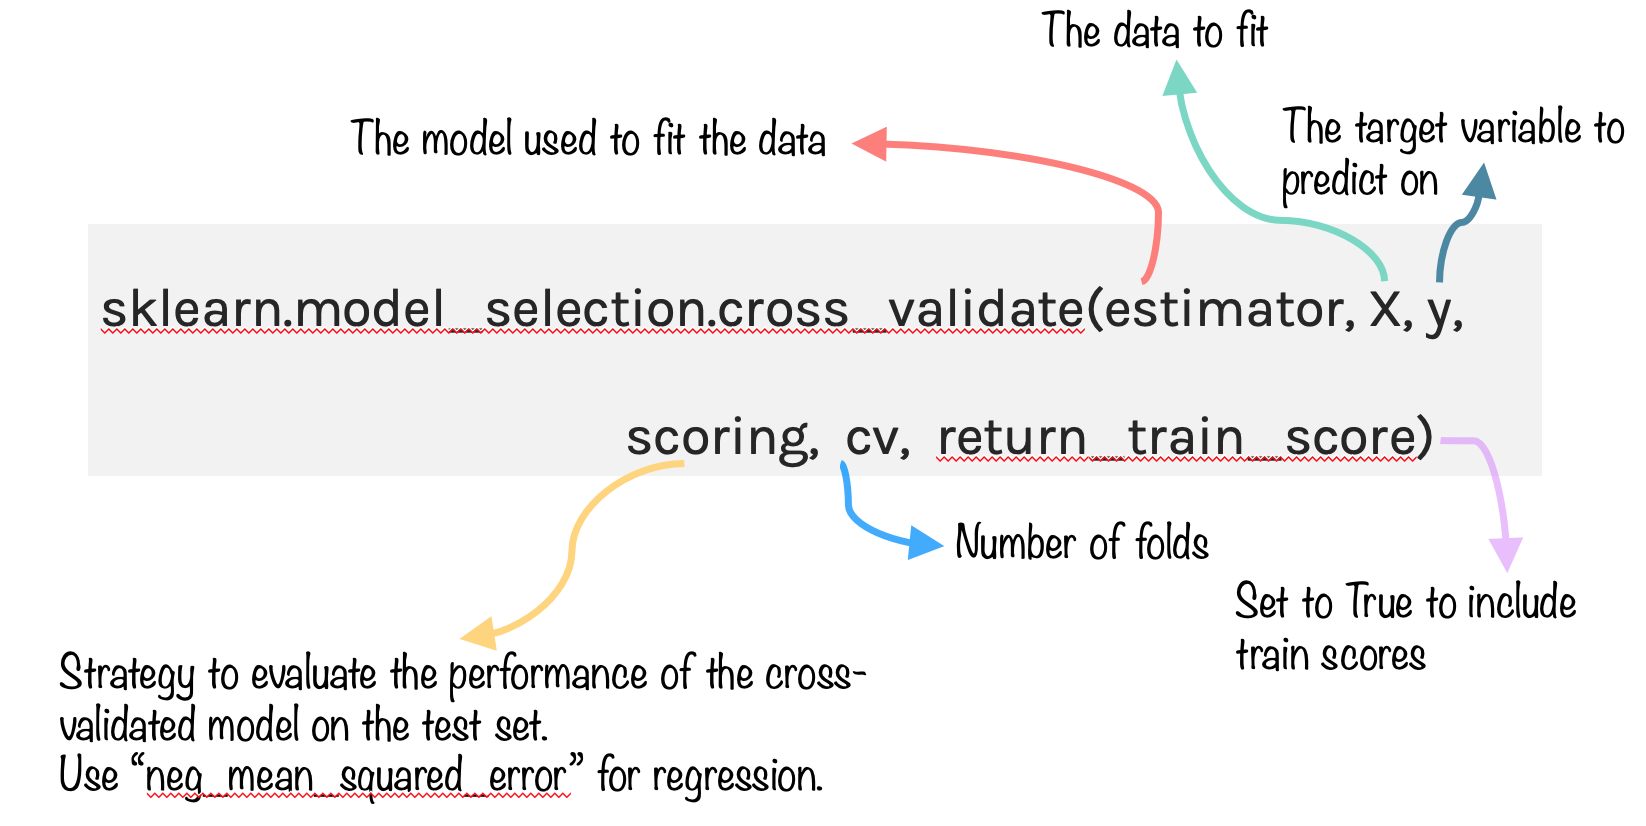 The data to fit
The model used to fit the data
The target variable to
predict on
sklearn.model_selection.cross_validate(estimator, X, y,
scoring, cv, return_train_score)
Number of folds
Set to True to include
train scores
Strategy to evaluate the performance of the cross-
validated model on the test set.
Use “neg_mean_squared_error” for regression.